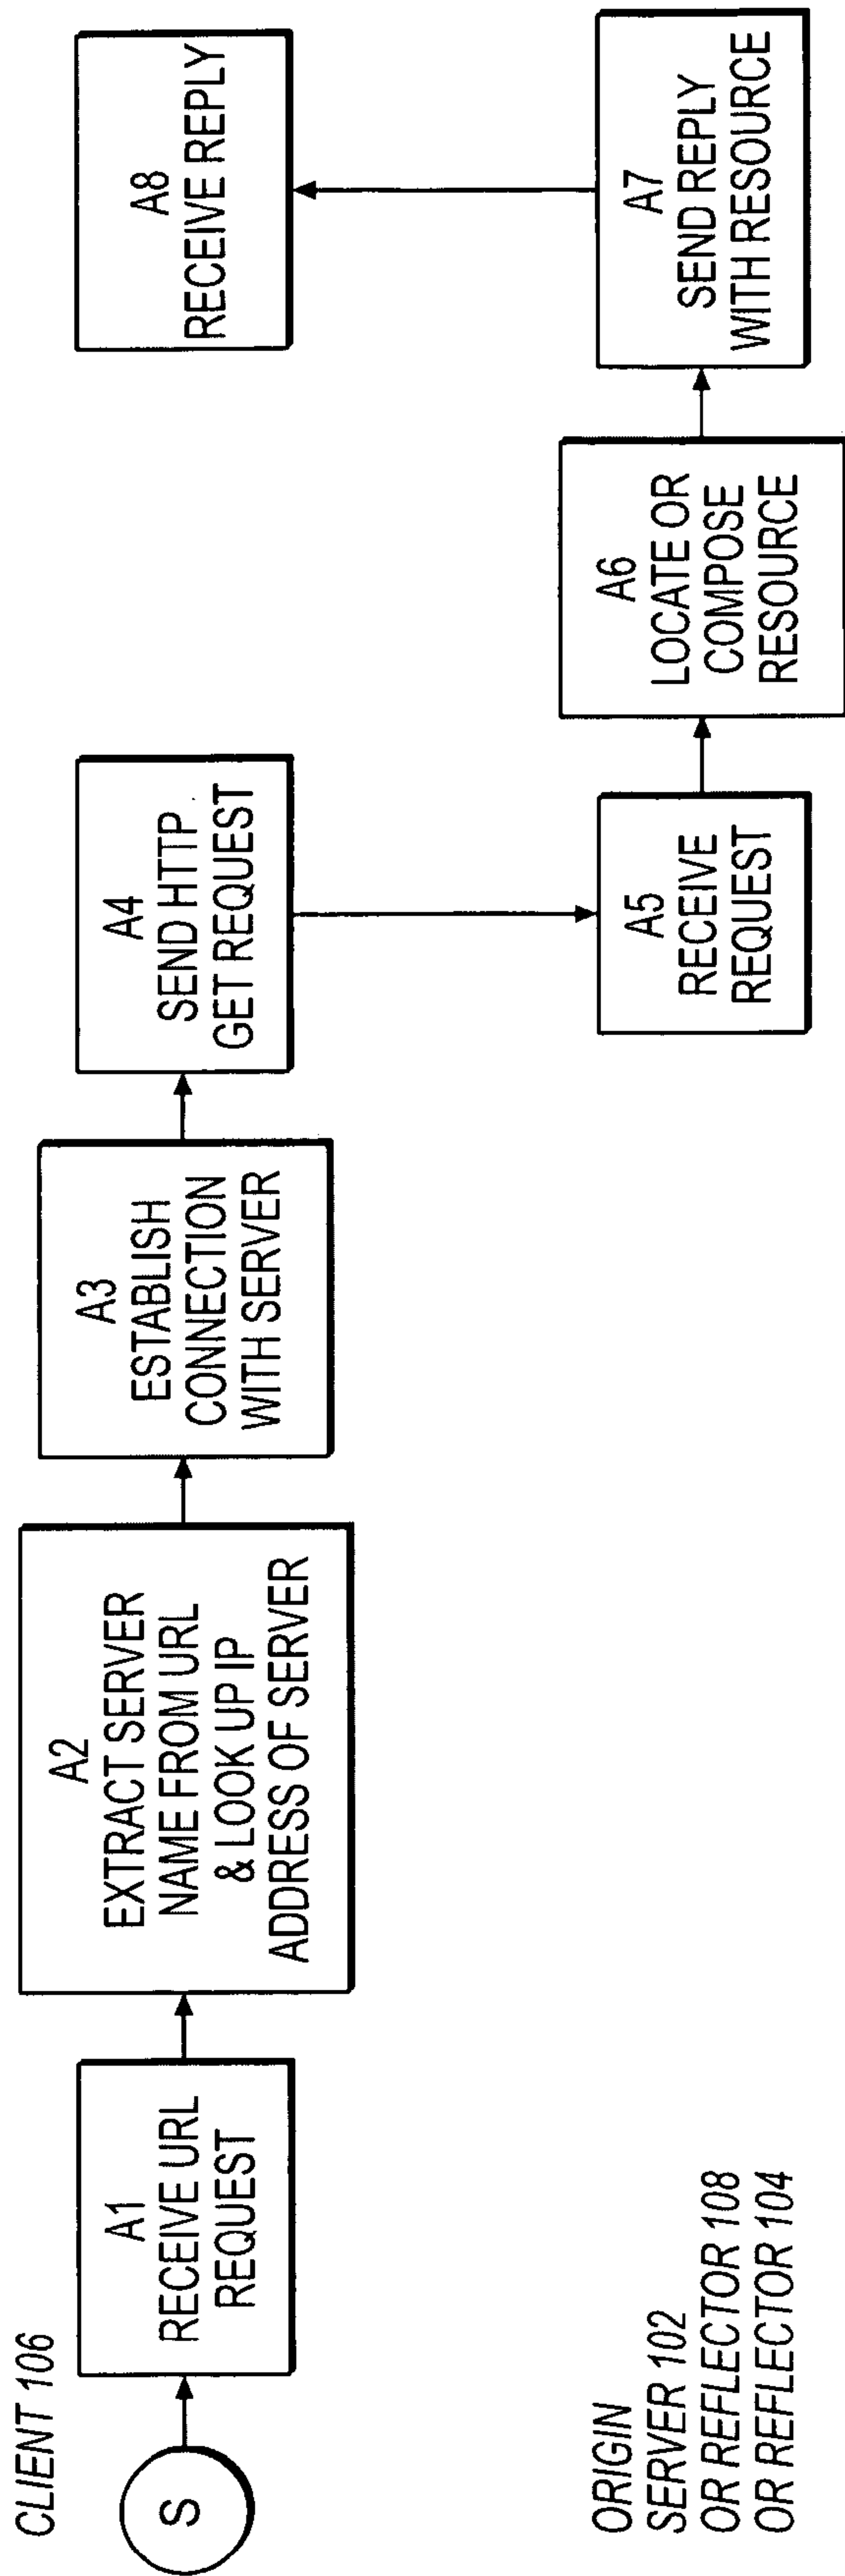 CLIENT 106
S
A1
RECEIVE URL
REQUEST
A2
EXTRACT SERVER
NAME FROM URL
& LOOK UP IP
ADDRESS OF SERVER
A3
ESTABLISH
CONNECTION
WITH SERVER
A4
SEND HTTP
GET REQUEST
A8
RECEIVE REPLY
ORIGIN
SERVER 102
OR REFLECTOR 108
OR REFLECTOR 104
A5
RECEIVE
REQUEST
A6
LOCATE OR
COMPOSE
RESOURCE
A7
SEND REPLY
WITH RESOURCE